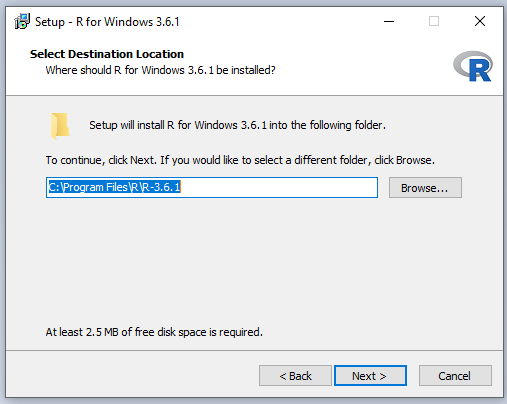 Setup - R for Windows 3.6.1
Select Destination Location
Where should R for Windows 3.6.1 be installed?
R
Setup will install R for Windows 3.6.1 into the following folder.
To continue, click Next. If you would like to select a different folder, click Browse.
C:\Program Files\R\R-3.6.1
Browse...
At least 2.5 MB of free disk space is required.
< Back
Next >
Cancel